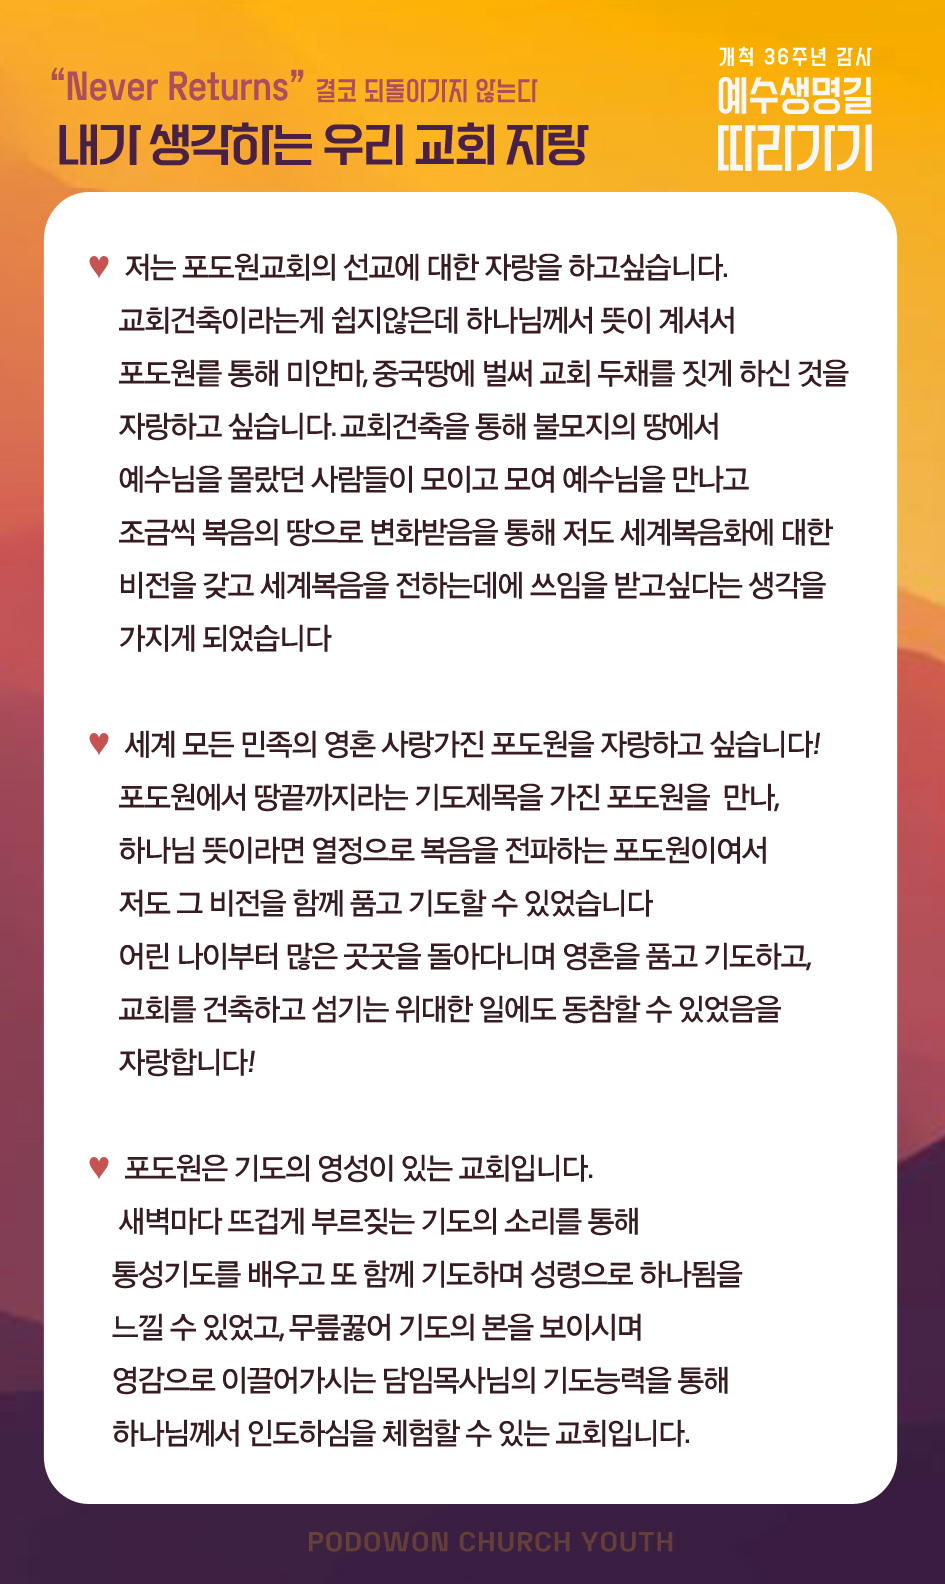 “Never Returns” 결코 되돌아가지 않는다
내가 생각하는 우리 교회 자랑
개척 36주년 감사
예수생명길
따라가기
♥ 저는 포도원교회의 선교에 대한 자랑을 하고싶습니다.
교회건축이라는게 쉽지않은데 하나님께서 뜻이 계셔서
포도원를 통해 미얀마, 중국땅에 벌써 교회 두채를 짓게 하신 것을
자랑하고 싶습니다. 교회건축을 통해 불모지의 땅에서
예수님을 몰랐던 사람들이 모이고 모여 예수님을 만나고
조금씩 복음의 땅으로 변화받음을 통해 저도 세계복음화에 대한
비전을 갖고 세계복음을 전하는데에 쓰임을 받고싶다는 생각을
가지게 되었습니다
♥ 세계 모든 민족의 영혼 사랑가진 포도원을 자랑하고 싶습니다!
포도원에서 땅끝까지라는 기도제목을 가진 포도원을 만나,
하나님 뜻이라면 열정으로 복음을 전파하는 포도원이여서
저도 그 비전을 함께 품고 기도할 수 있었습니다
어린 나이부터 많은 곳곳을 돌아다니며 영혼을 품고 기도하고,
교회를 건축하고 섬기는 위대한 일에도 동참할 수 있었음을
자랑합니다!
♥ 포도원은 기도의 영성이 있는 교회입니다.
새벽마다 뜨겁게 부르짖는 기도의 소리를 통해
통성기도를 배우고 또 함께 기도하며 성령으로 하나됨을
느낄 수 있었고, 무릎꿇어 기도의 본을 보이시며
영감으로 이끌어가시는 담임목사님의 기도능력을 통해
하나님께서 인도하심을 체험할 수 있는 교회입니다.
PODOWON CHURCH YOUTH